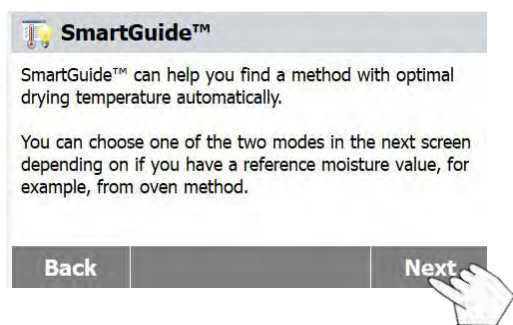 SmartGuide™
SmartGuide™ can help you find a method with optimal
drying temperature automatically.
You can choose one of the two modes in the next screen
depending on if you have a reference moisture value, for
example, from oven method.
Back
Next